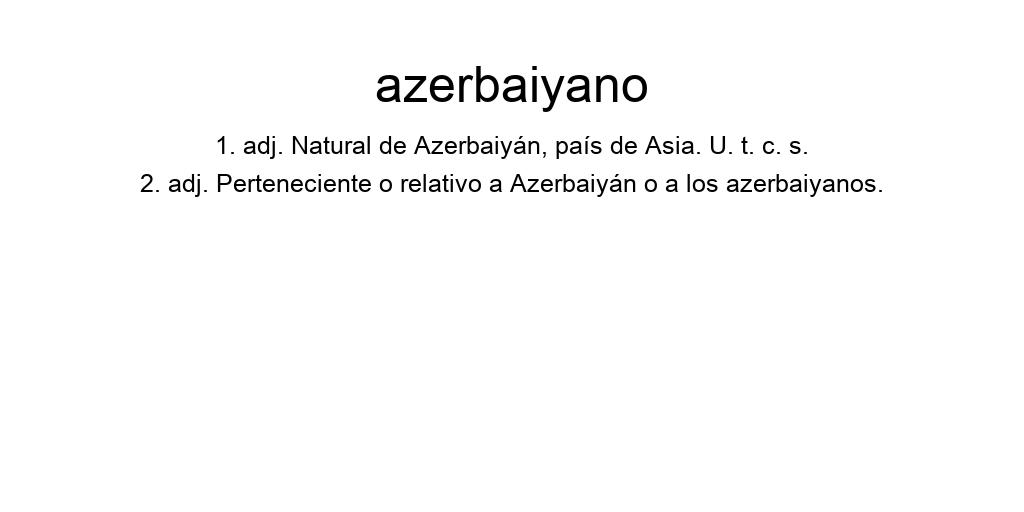 azerbaiyano
1. adj. Natural de Azerbaiyán, país de Asia. U. t. c. s.
2. adj. Perteneciente o relativo a Azerbaiyán o a los azerbaiyanos.